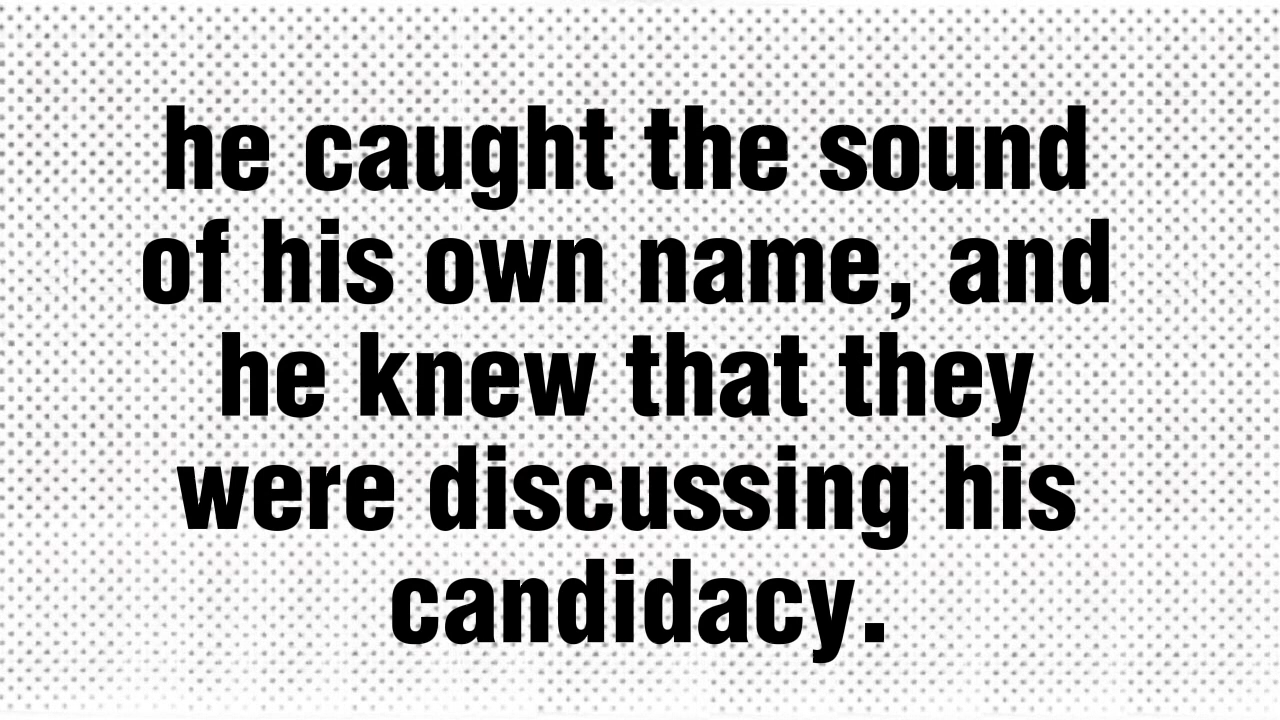 he caught the sound
of his own name, and
he knew that they
were discussing his
candidacy.